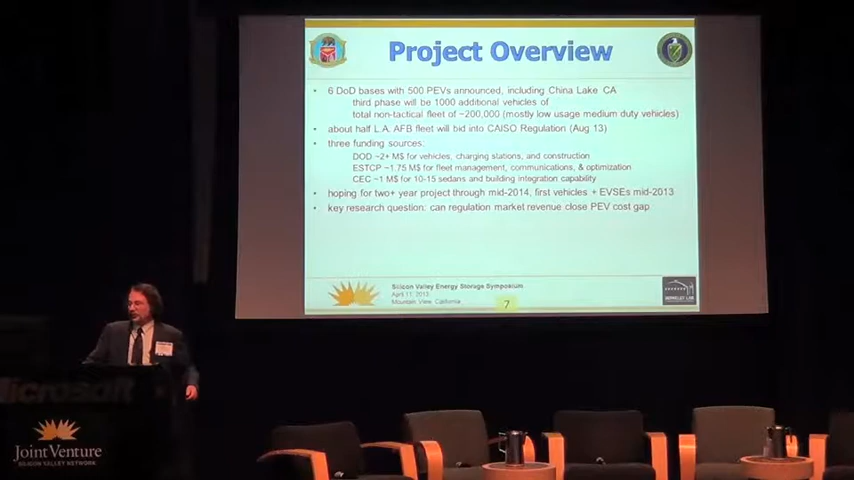 Project Overview
• 6 DoD bases with 500 PEVs announced, including China Lake CA
third phase will be 1000 additional vehicles of
total non-tactical fleet of ~200,000 (mostly low usage medium duty vehicles)
• about half L.A. AFB fleet will bid into CAISO Regulation (Aug 13)
• three funding sources:
DOD ~2+ M$ for vehicles, charging stations, and construction
ESTCP ~1.75 M$ for fleet management, communications, & optimization
CEC ~1 M$ for 10-15 sedans and building integration capability
• hoping for two+ year project through mid-2014, first vehicles + EVSEs mid-2013
• key research question: can regulation market revenue close PEV cost gap
Silicon Valley Energy Storage Symposium
April 11, 2013
Mountain View, California
7
BERKELEY LAB
Microsoft
Joint Venture
SILICON VALLEY NETWORK